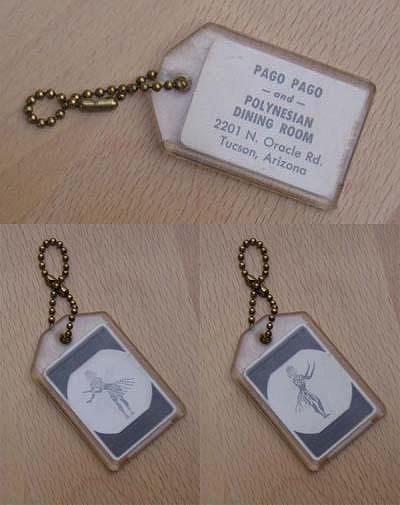 PAGO PAGO
— and —
POLYNESIAN
DINING ROOM
2201 N. Oracle Rd.
Tucson, Arizona